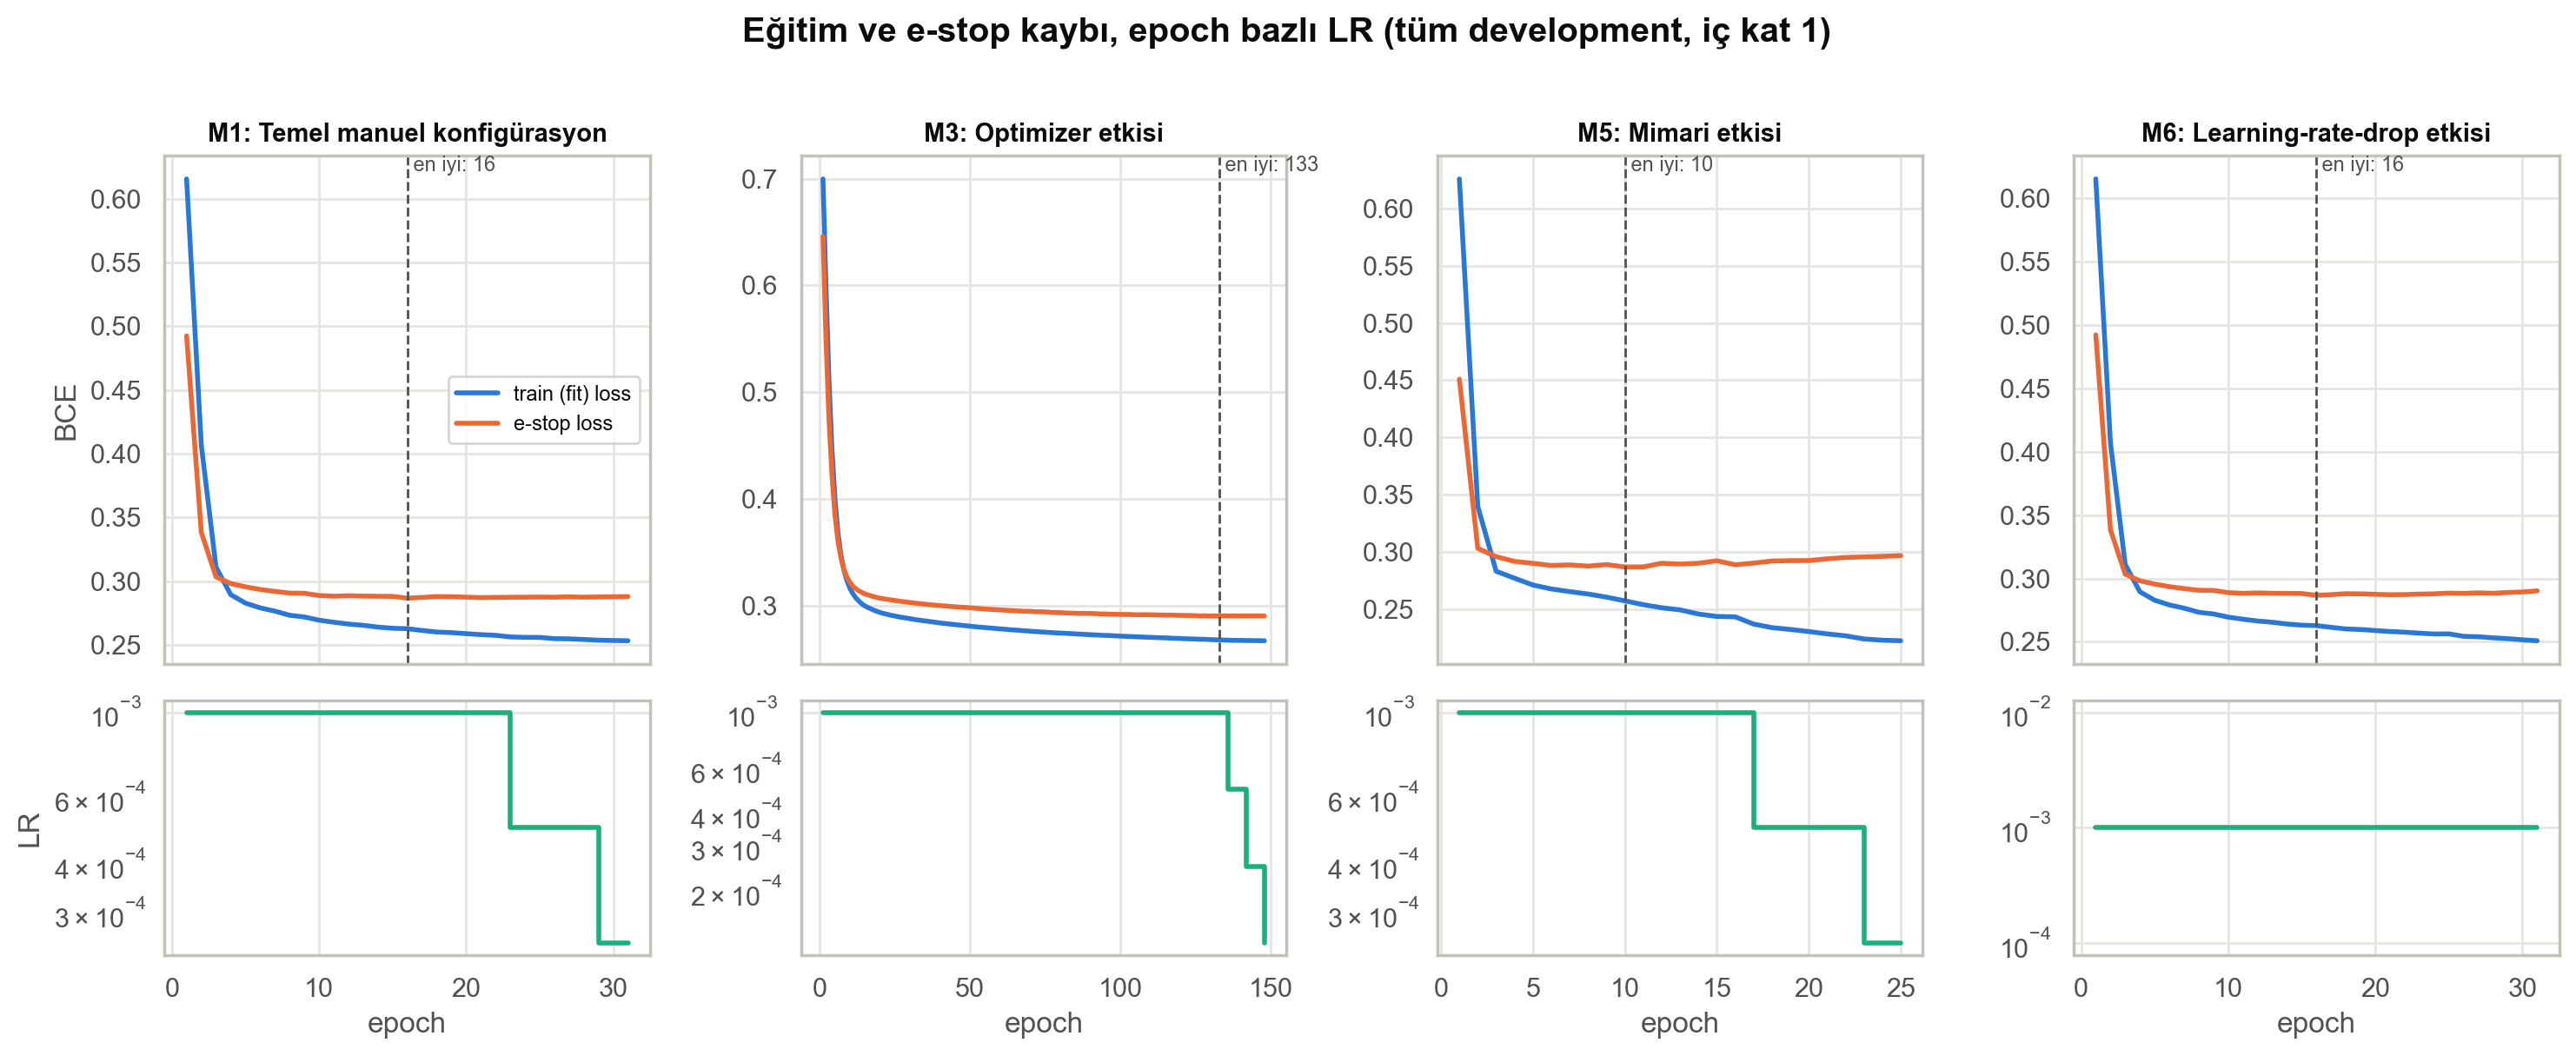 Eğitim ve e-stop kaybı, epoch bazlı LR (tüm development, iç kat 1)
M1: Temel manuel konfigürasyon
en iyi: 16
BCE
0.60
0.55
0.50
0.45
0.40
0.35
0.30
0.25
train (fit) loss
e-stop loss
M3: Optimizer etkisi
en iyi: 133
0.7
0.6
0.5
0.4
0.3
M5: Mimari etkisi
en iyi: 10
0.60
0.55
0.50
0.45
0.40
0.35
0.30
0.25
M6: Learning-rate-drop etkisi
en iyi: 16
0.60
0.55
0.50
0.45
0.40
0.35
0.30
0.25
LR
10⁻³
6 × 10⁻⁴
4 × 10⁻⁴
3 × 10⁻⁴
0 10 20 30
epoch
10⁻³
6 × 10⁻⁴
4 × 10⁻⁴
3 × 10⁻⁴
2 × 10⁻⁴
0 50 100 150
epoch
10⁻³
6 × 10⁻⁴
4 × 10⁻⁴
3 × 10⁻⁴
0 5 10 15 20 25
epoch
10⁻²
10⁻³
10⁻⁴
0 10 20 30
epoch